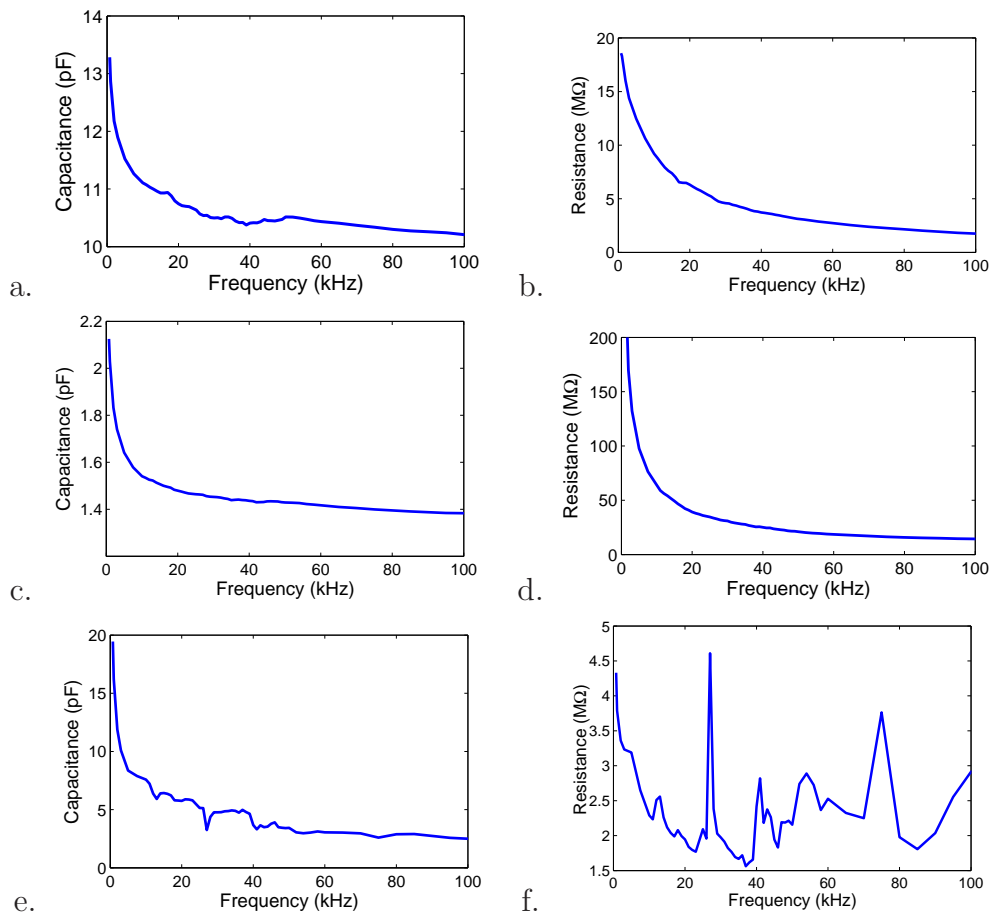 14
13
12
11
10
Capacitance (pF)
0 20 40 60 80 100
Frequency (kHz)
a.
20
15
10
5
0
Resistance (MΩ)
0 20 40 60 80 100
Frequency (kHz)
b.
2.2
2
1.8
1.6
1.4
Capacitance (pF)
0 20 40 60 80 100
Frequency (kHz)
c.
200
150
100
50
0
Resistance (MΩ)
0 20 40 60 80 100
Frequency (kHz)
d.
20
15
10
5
0
Capacitance (pF)
0 20 40 60 80 100
Frequency (kHz)
e.
5
4.5
4
3.5
3
2.5
2
1.5
Resistance (MΩ)
0 20 40 60 80 100
Frequency (kHz)
f.